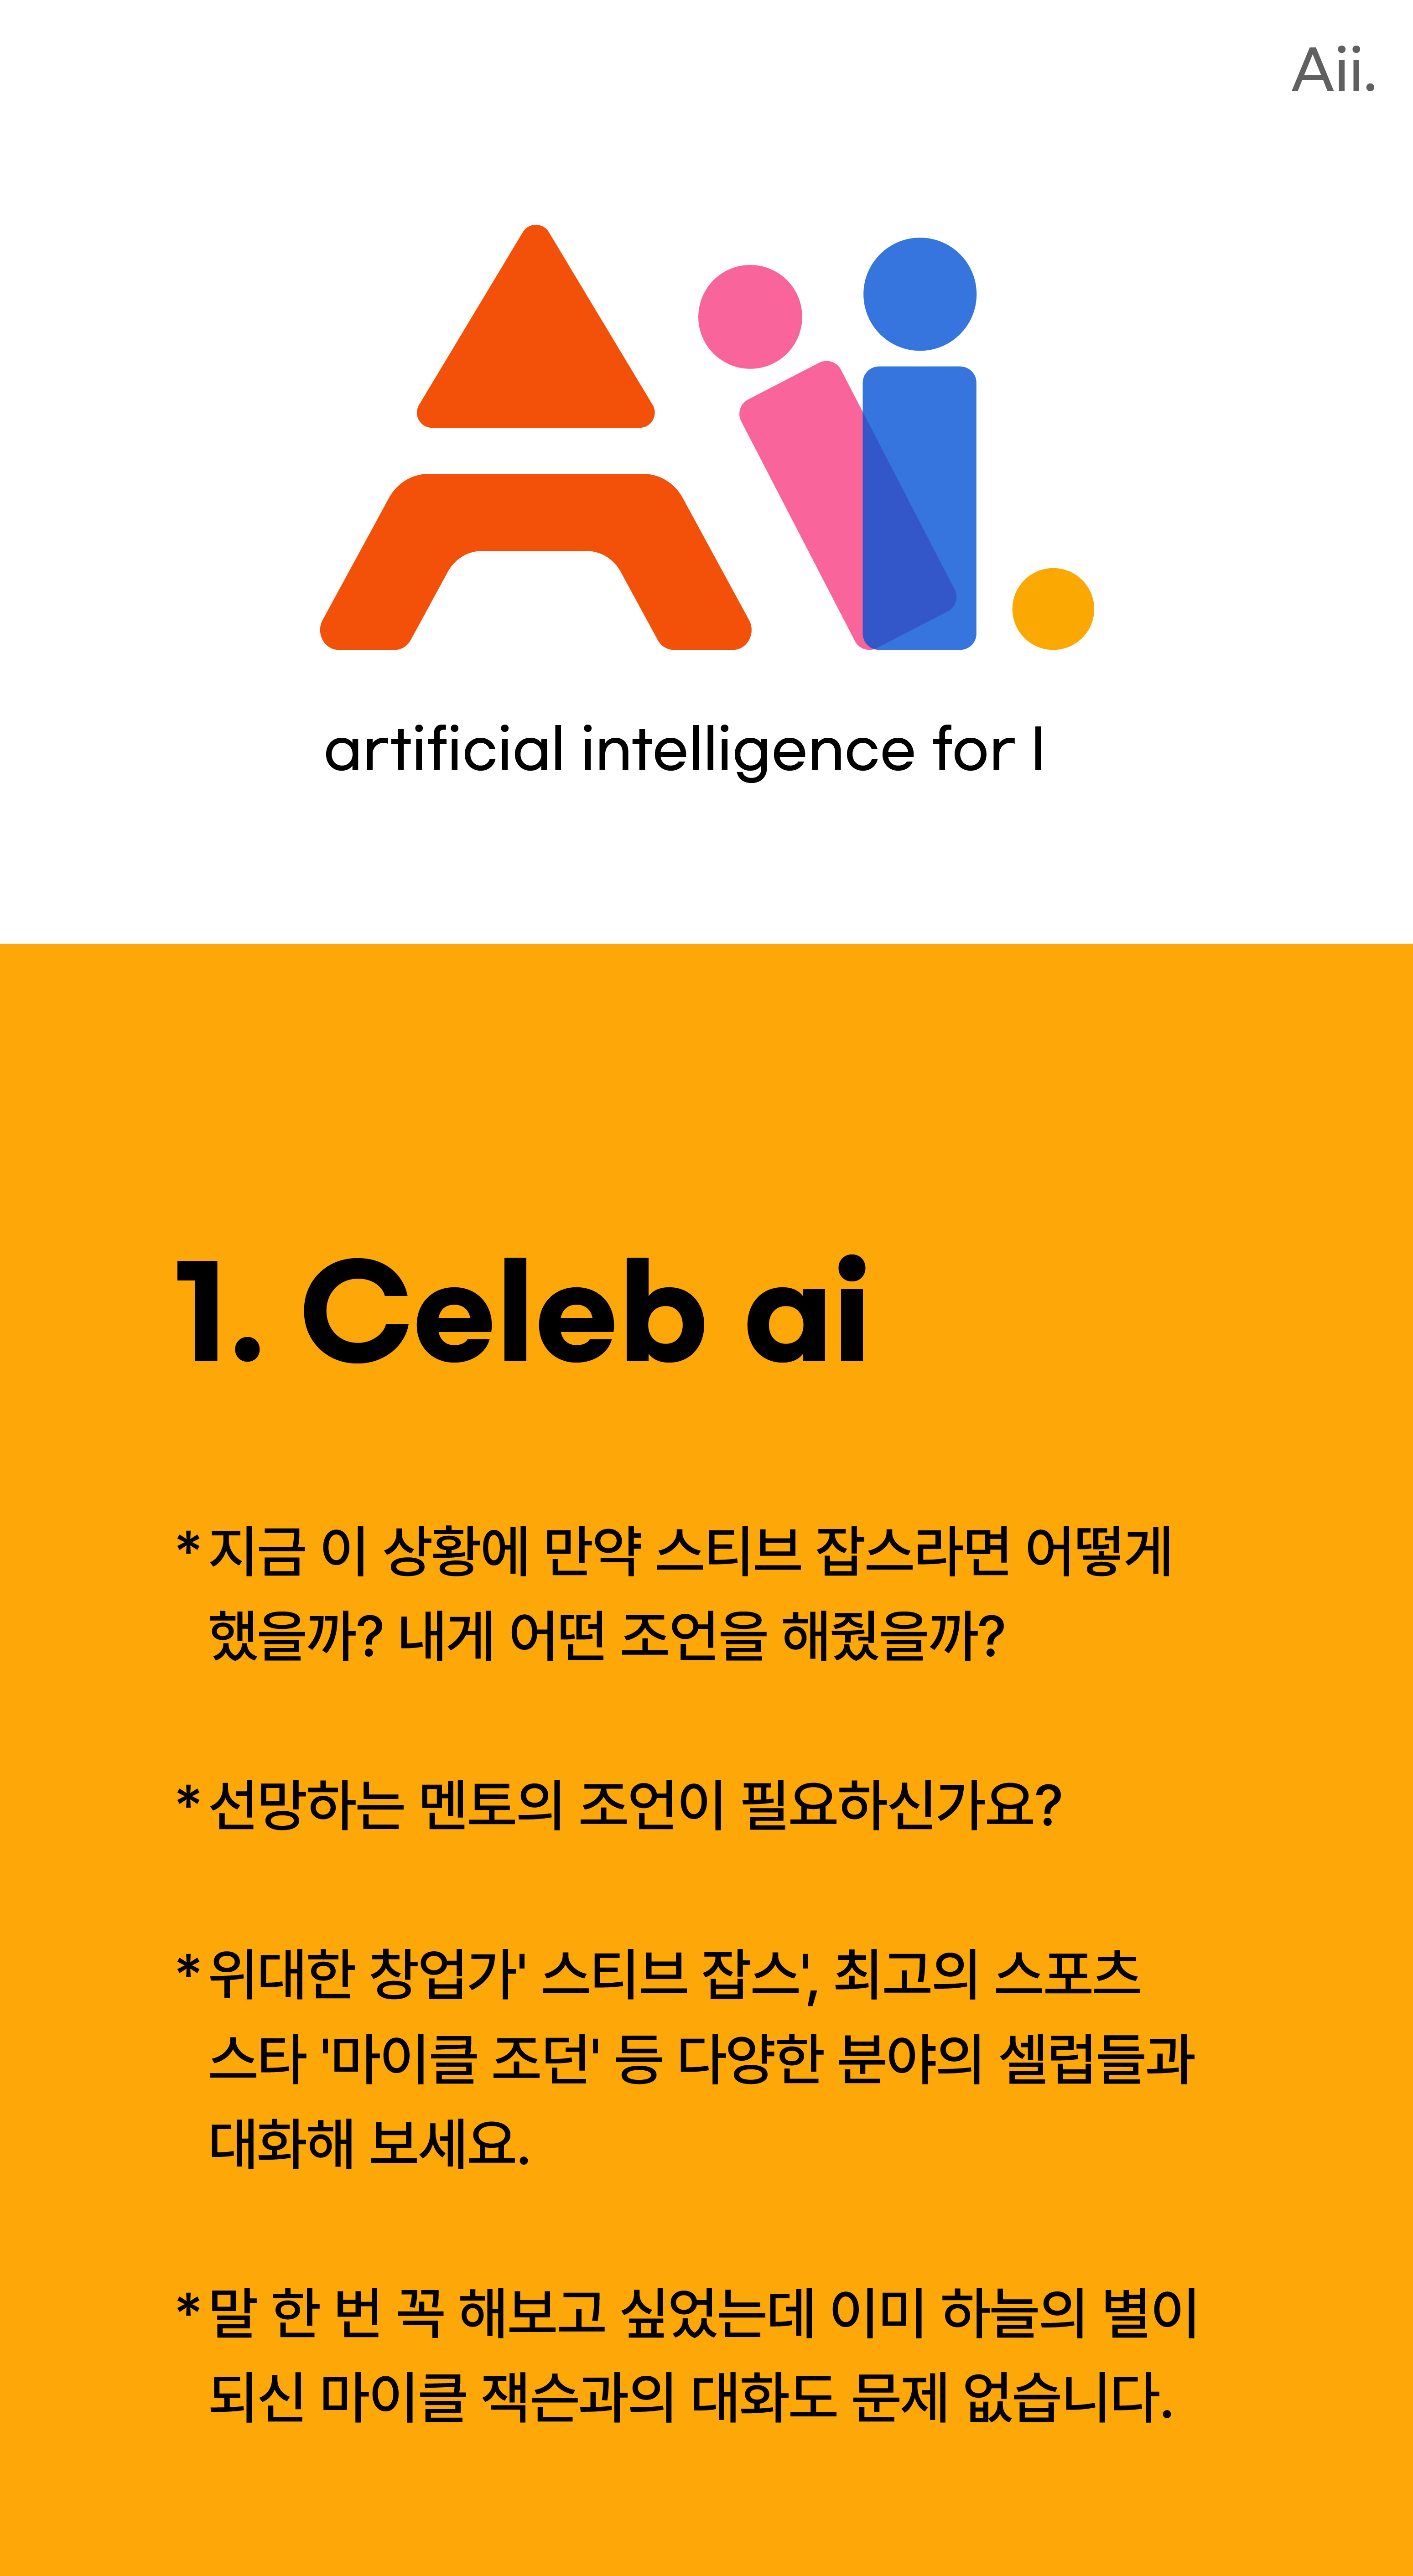 Aii.
Aii.
artificial intelligence for I
1. Celeb ai
* 지금 이 상황에 만약 스티브 잡스라면 어떻게
했을까? 내게 어떤 조언을 해줬을까?
* 선망하는 멘토의 조언이 필요하신가요?
* 위대한 창업가' 스티브 잡스', 최고의 스포츠
스타 '마이클 조던' 등 다양한 분야의 셀럽들과
대화해 보세요.
* 말 한 번 꼭 해보고 싶었는데 이미 하늘의 별이
되신 마이클 잭슨과의 대화도 문제 없습니다.